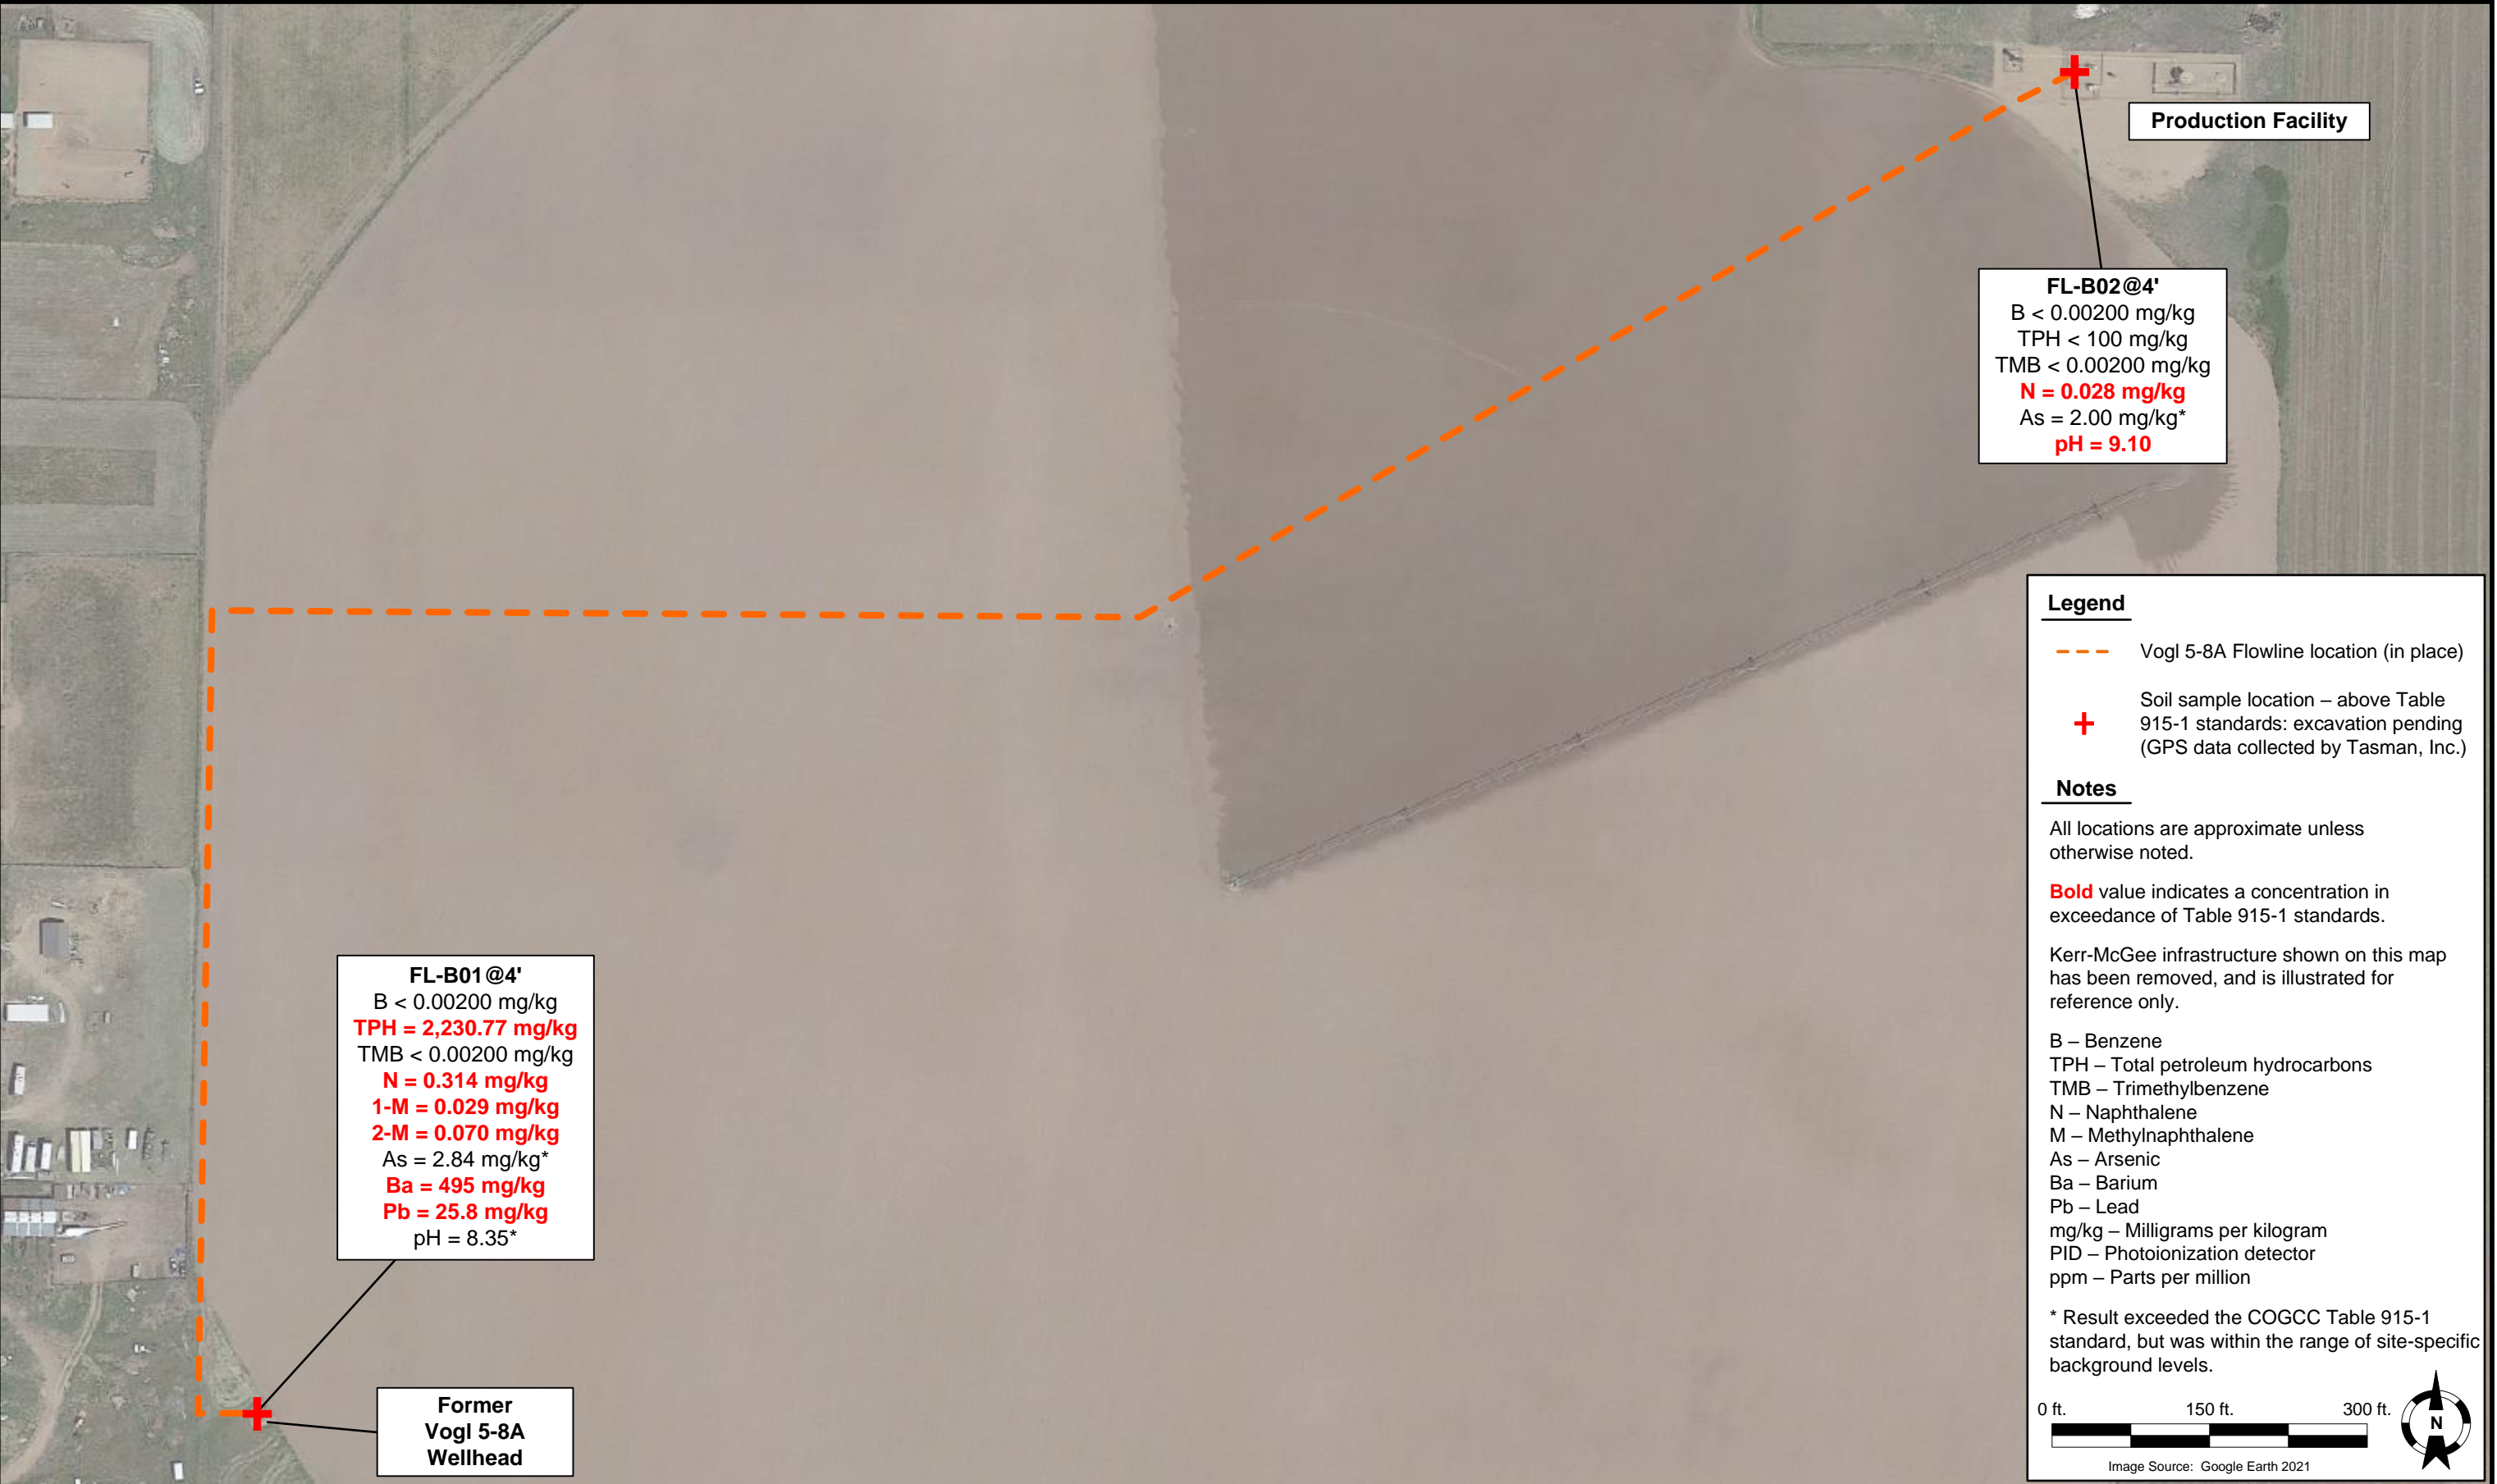 Production Facility
FL-B02@4'
B < 0.00200 mg/kg
TPH < 100 mg/kg
TMB < 0.00200 mg/kg
N = 0.028 mg/kg
As = 2.00 mg/kg*
pH = 9.10
FL-B01@4'
B < 0.00200 mg/kg
TPH = 2,230.77 mg/kg
TMB < 0.00200 mg/kg
N = 0.314 mg/kg
1-M = 0.029 mg/kg
2-M = 0.070 mg/kg
As = 2.84 mg/kg*
Ba = 495 mg/kg
Pb = 25.8 mg/kg
pH = 8.35*
Former
Vogl 5-8A
Wellhead
Legend
Vogl 5-8A Flowline location (in place)
Soil sample location – above Table
915-1 standards: excavation pending
(GPS data collected by Tasman, Inc.)
Notes
All locations are approximate unless
otherwise noted.
Bold value indicates a concentration in
exceedance of Table 915-1 standards.
Kerr-McGee infrastructure shown on this map
has been removed, and is illustrated for
reference only.
B – Benzene
TPH – Total petroleum hydrocarbons
TMB – Trimethylbenzene
N – Naphthalene
M – Methylnaphthalene
As – Arsenic
Ba – Barium
Pb – Lead
mg/kg – Milligrams per kilogram
PID – Photoionization detector
ppm – Parts per million
* Result exceeded the COGCC Table 915-1
standard, but was within the range of site-specific
background levels.
0 ft. 150 ft. 300 ft.
N
Image Source: Google Earth 2021